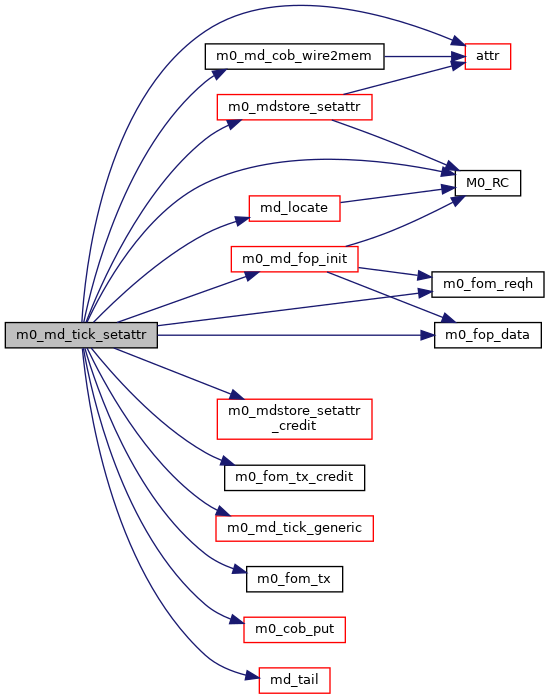 m0_md_cob_wire2mem
attr
m0_mdstore_setattr
M0_RC
md_locate
m0_md_fop_init
m0_fom_reqh
m0_md_tick_setattr
m0_fop_data
m0_mdstore_setattr
_credit
m0_fom_tx_credit
m0_md_tick_generic
m0_fom_tx
m0_cob_put
md_tail